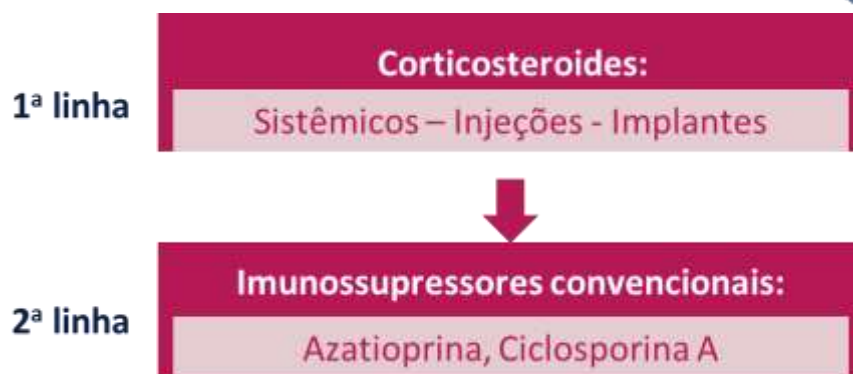 Corticosteroides:
1ª linha
Sistêmicos – Injeções - Implantes
Imunossupressores convencionais:
2ª linha
Azatioprina, Ciclosporina A